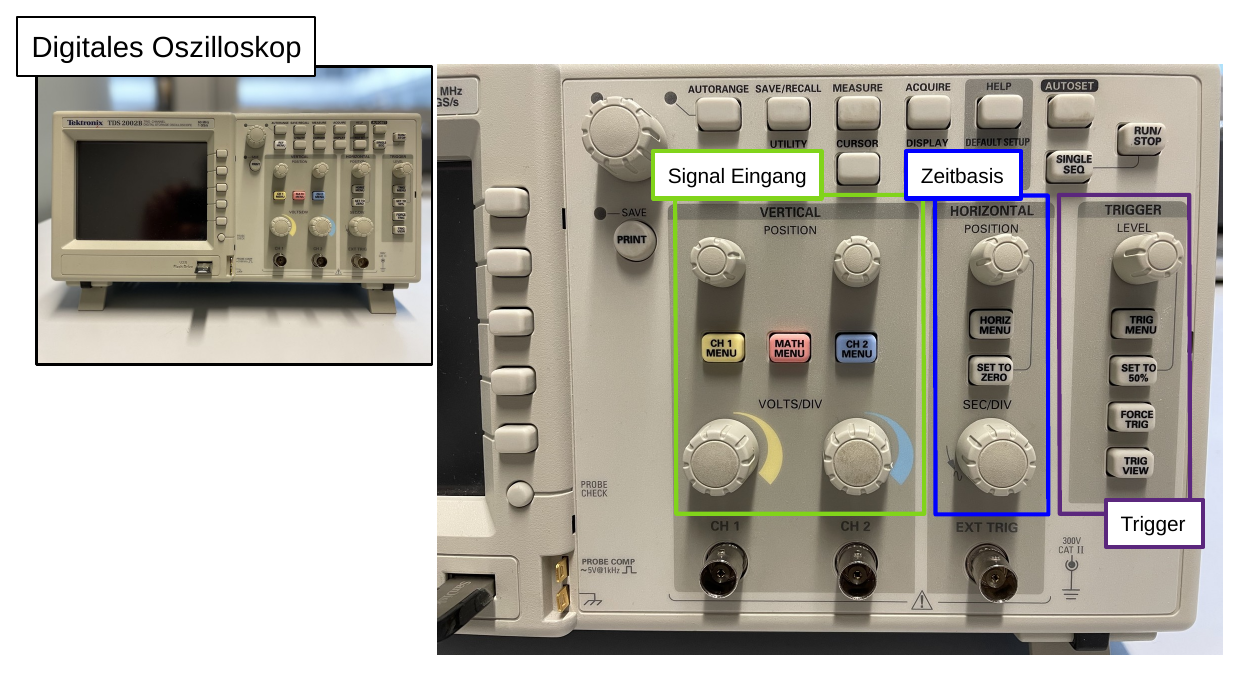 Digitales Oszilloskop
Tektronix TDS 2002B
MHz
GS/s
AUTORANGE SAVE/RECALL MEASURE ACQUIRE HELP AUTOSET
UTILITY CURSOR DISPLAY DEFAULT SETUP
RUN/
STOP
SINGLE
SEQ
Signal Eingang
Zeitbasis
SAVE
PRINT
VERTICAL
POSITION
HORIZONTAL
POSITION
TRIGGER
LEVEL
CH 1
MENU
MATH
MENU
CH 2
MENU
HORIZ
MENU
SET TO
ZERO
TRIG
MENU
SET TO
50%
FORCE
TRIG
TRIG
VIEW
VOLTS/DIV
SEC/DIV
PROBE
CHECK
Trigger
CH 1
CH 2
EXT TRIG
300V
CAT II
PROBE COMP
~5V@1kHz